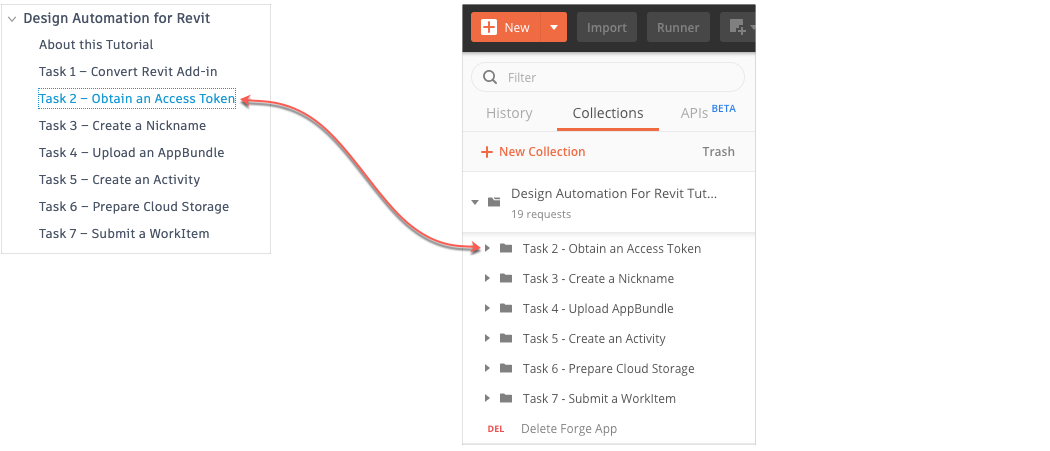 Design Automation for Revit
About this Tutorial
Task 1 – Convert Revit Add-in
Task 2 – Obtain an Access Token
Task 3 – Create a Nickname
Task 4 – Upload an AppBundle
Task 5 – Create an Activity
Task 6 – Prepare Cloud Storage
Task 7 – Submit a WorkItem
New Import Runner
Filter
History Collections APIs BETA
+ New Collection Trash
Design Automation For Revit Tut...
19 requests
Task 2 - Obtain an Access Token
Task 3 - Create a Nickname
Task 4 - Upload AppBundle
Task 5 - Create an Activity
Task 6 - Prepare Cloud Storage
Task 7 - Submit a WorkItem
DEL Delete Forge App